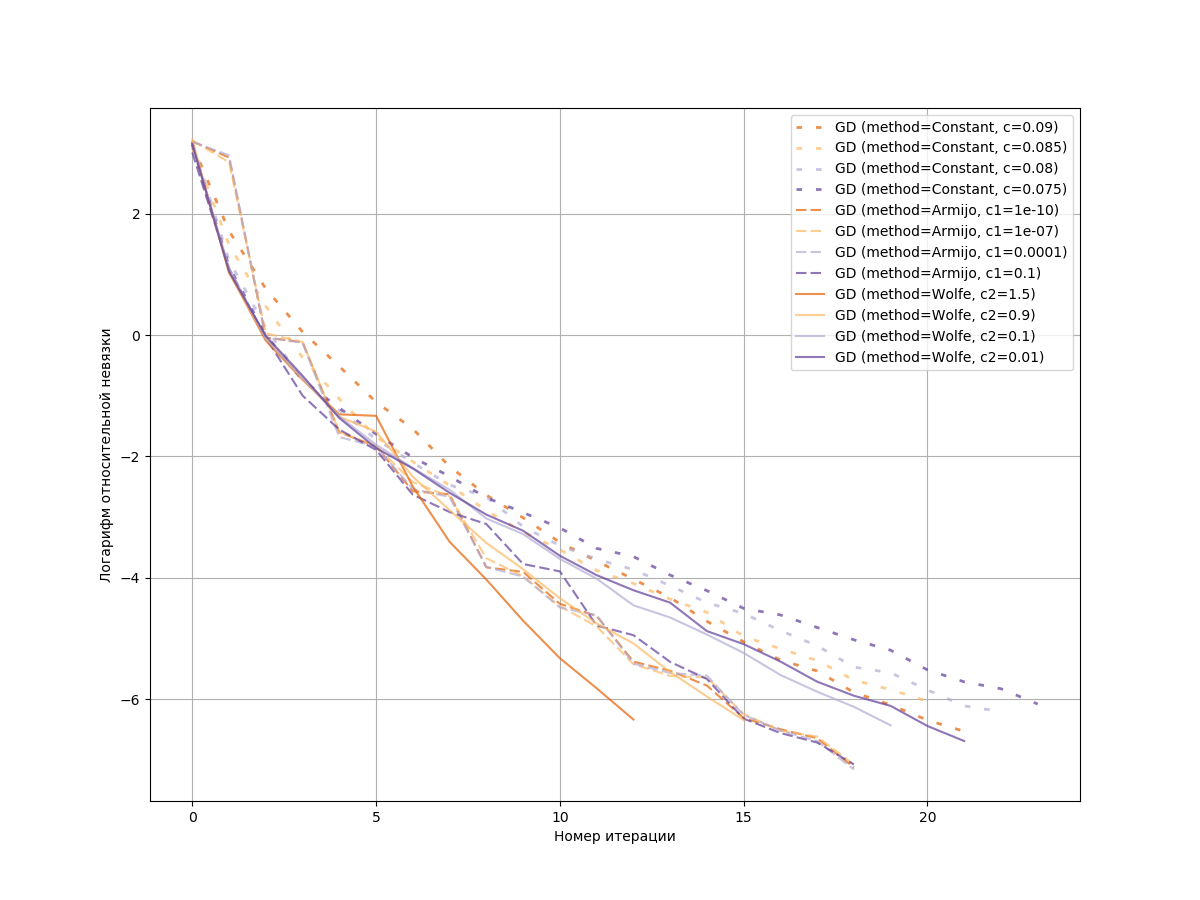 GD (method=Constant, c=0.09)
GD (method=Constant, c=0.085)
GD (method=Constant, c=0.08)
GD (method=Constant, c=0.075)
GD (method=Armijo, c1=1e-10)
GD (method=Armijo, c1=1e-07)
GD (method=Armijo, c1=0.0001)
GD (method=Armijo, c1=0.1)
GD (method=Wolfe, c2=1.5)
GD (method=Wolfe, c2=0.9)
GD (method=Wolfe, c2=0.1)
GD (method=Wolfe, c2=0.01)
Логарифм относительной невязки
2
0
−2
−4
−6
0 5 10 15 20
Номер итерации